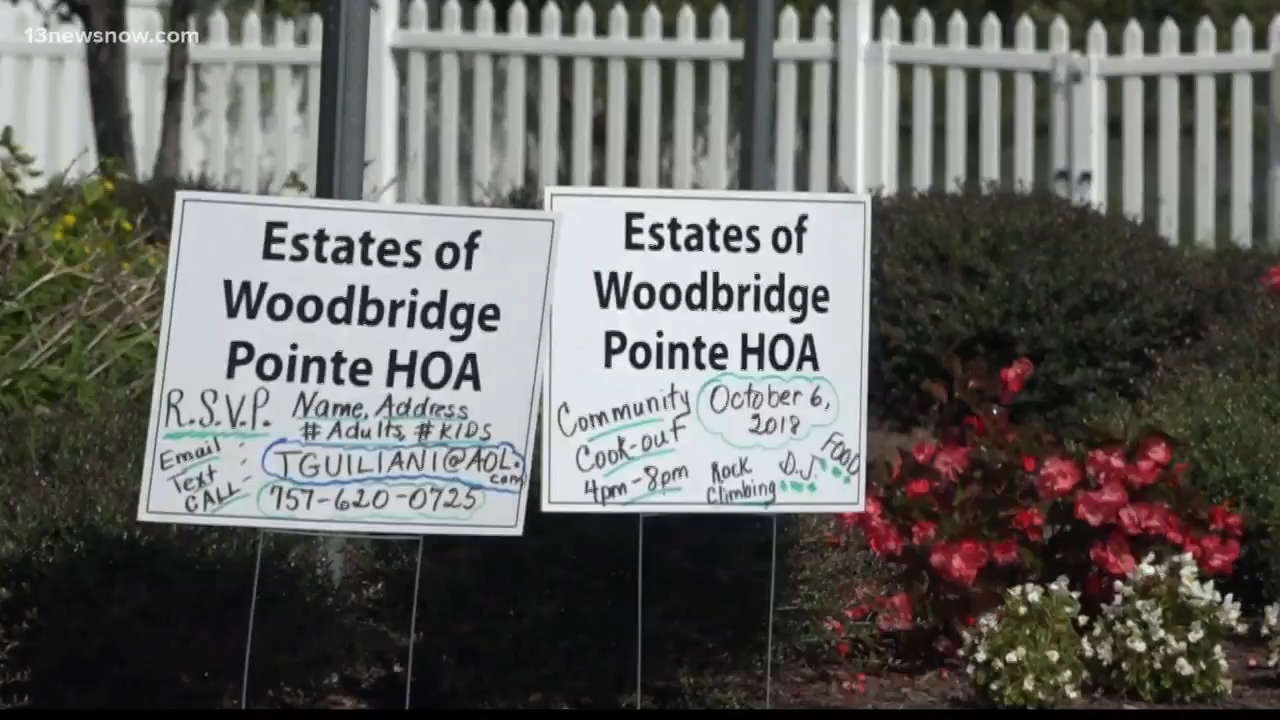 13newsnow.com
Estates of
Woodbridge
Pointe HOA
R.S.V.P. Name, Address
# Adults, # KIDS
Email :
Text :
CALL -
TGUILIANI@AOL.
com
757-620-0725
Estates of
Woodbridge
Pointe HOA
Community
Cook-out
4pm-8pm
October 6,
2018
Rock
Climbing
D.J.
FOOD